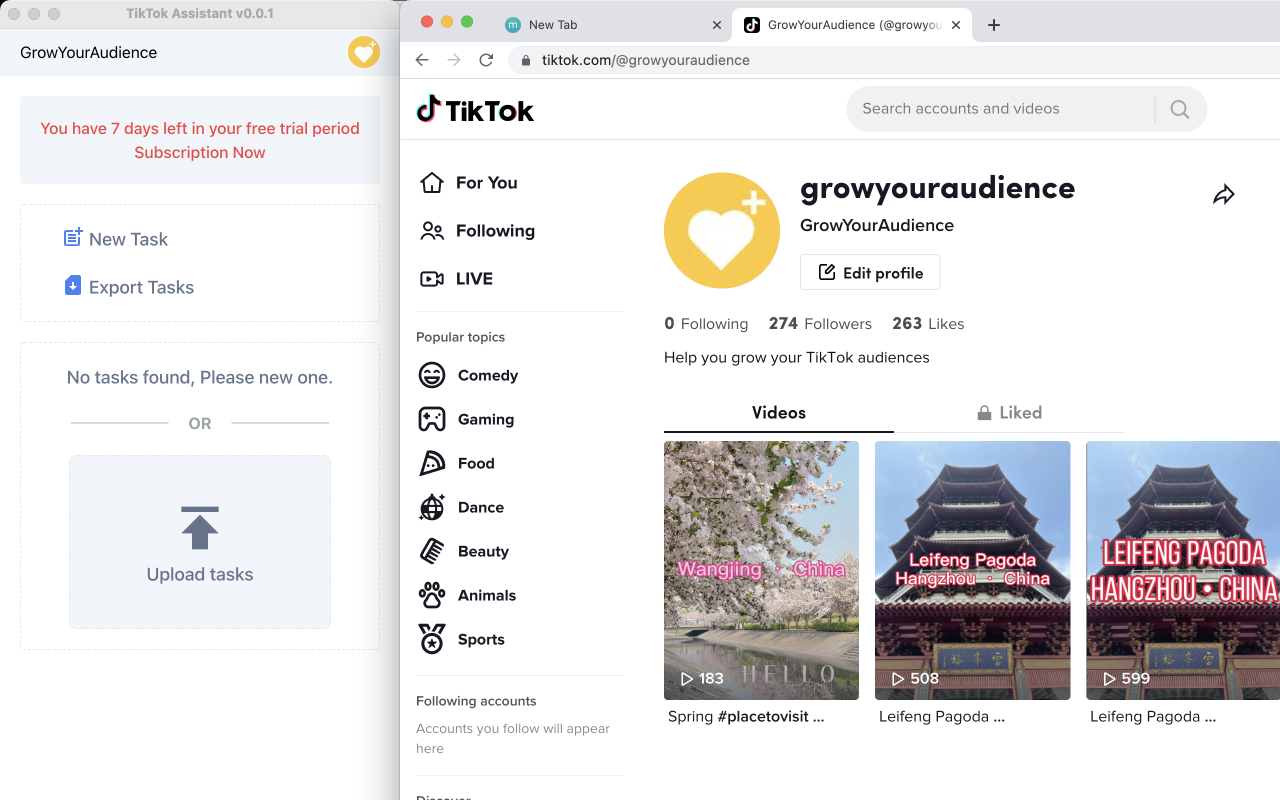 TikTok Assistant v0.0.1
GrowYourAudience
You have 7 days left in your free trial period
Subscription Now
New Task
Export Tasks
No tasks found, Please new one.
OR
Upload tasks
m
New Tab
GrowYourAudience (@growyou
tiktok.com/@growyouraudience
TikTok
Search accounts and videos
For You
Following
LIVE
Popular topics
Comedy
Gaming
Food
Dance
Beauty
Animals
Sports
Following accounts
Accounts you follow will appear
here
growyouraudience
GrowYourAudience
Edit profile
0 Following 274 Followers 263 Likes
Help you grow your TikTok audiences
Videos
Liked
Wangjing · China
HELLO
183
Spring #placetovisit ...
Leifeng Pagoda
Hangzhou · China
508
Leifeng Pagoda ...
LEIFENG PAGODA
HANGZHOU • CHINA
599
Leifeng Pagoda ...